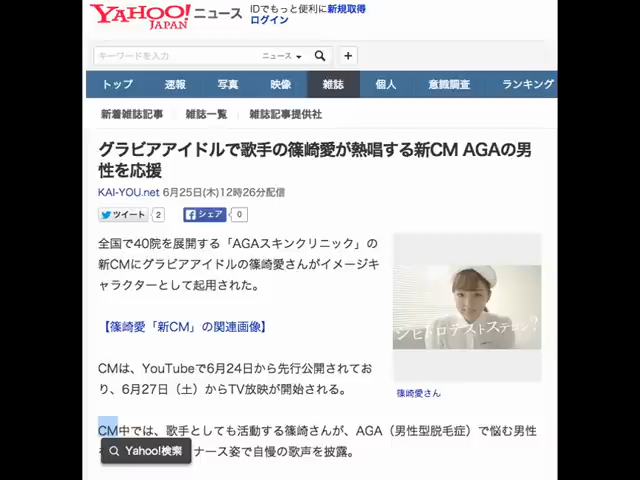 YAHOO! ニュース
JAPAN
IDでもっと便利に新規取得
ログイン
キーワードを入力
ニュース
トップ 速報 写真 映像 雑誌 個人 意識調査 ランキング
新着雑誌記事 雑誌一覧 雑誌記事提供社
グラビアアイドルで歌手の篠崎愛が熱唱する新CM AGAの男
性を応援
KAI-YOU.net 6月25日(木)12時26分配信
ツイート 2 シェア 0
全国で40院を展開する「AGAスキンクリニック」の
新CMにグラビアアイドルの篠崎愛さんがイメージキ
ャラクターとして起用された。
【篠崎愛「新CM」の関連画像】
シヒドロテストステロン?
篠崎愛さん
CMは、YouTubeで6月24日から先行公開されてお
り、6月27日（土）からTV放映が開始される。
CM中では、歌手としても活動する篠崎さんが、AGA（男性型脱毛症）で悩む男性
Yahoo!検索
ナース姿で自慢の歌声を披露。